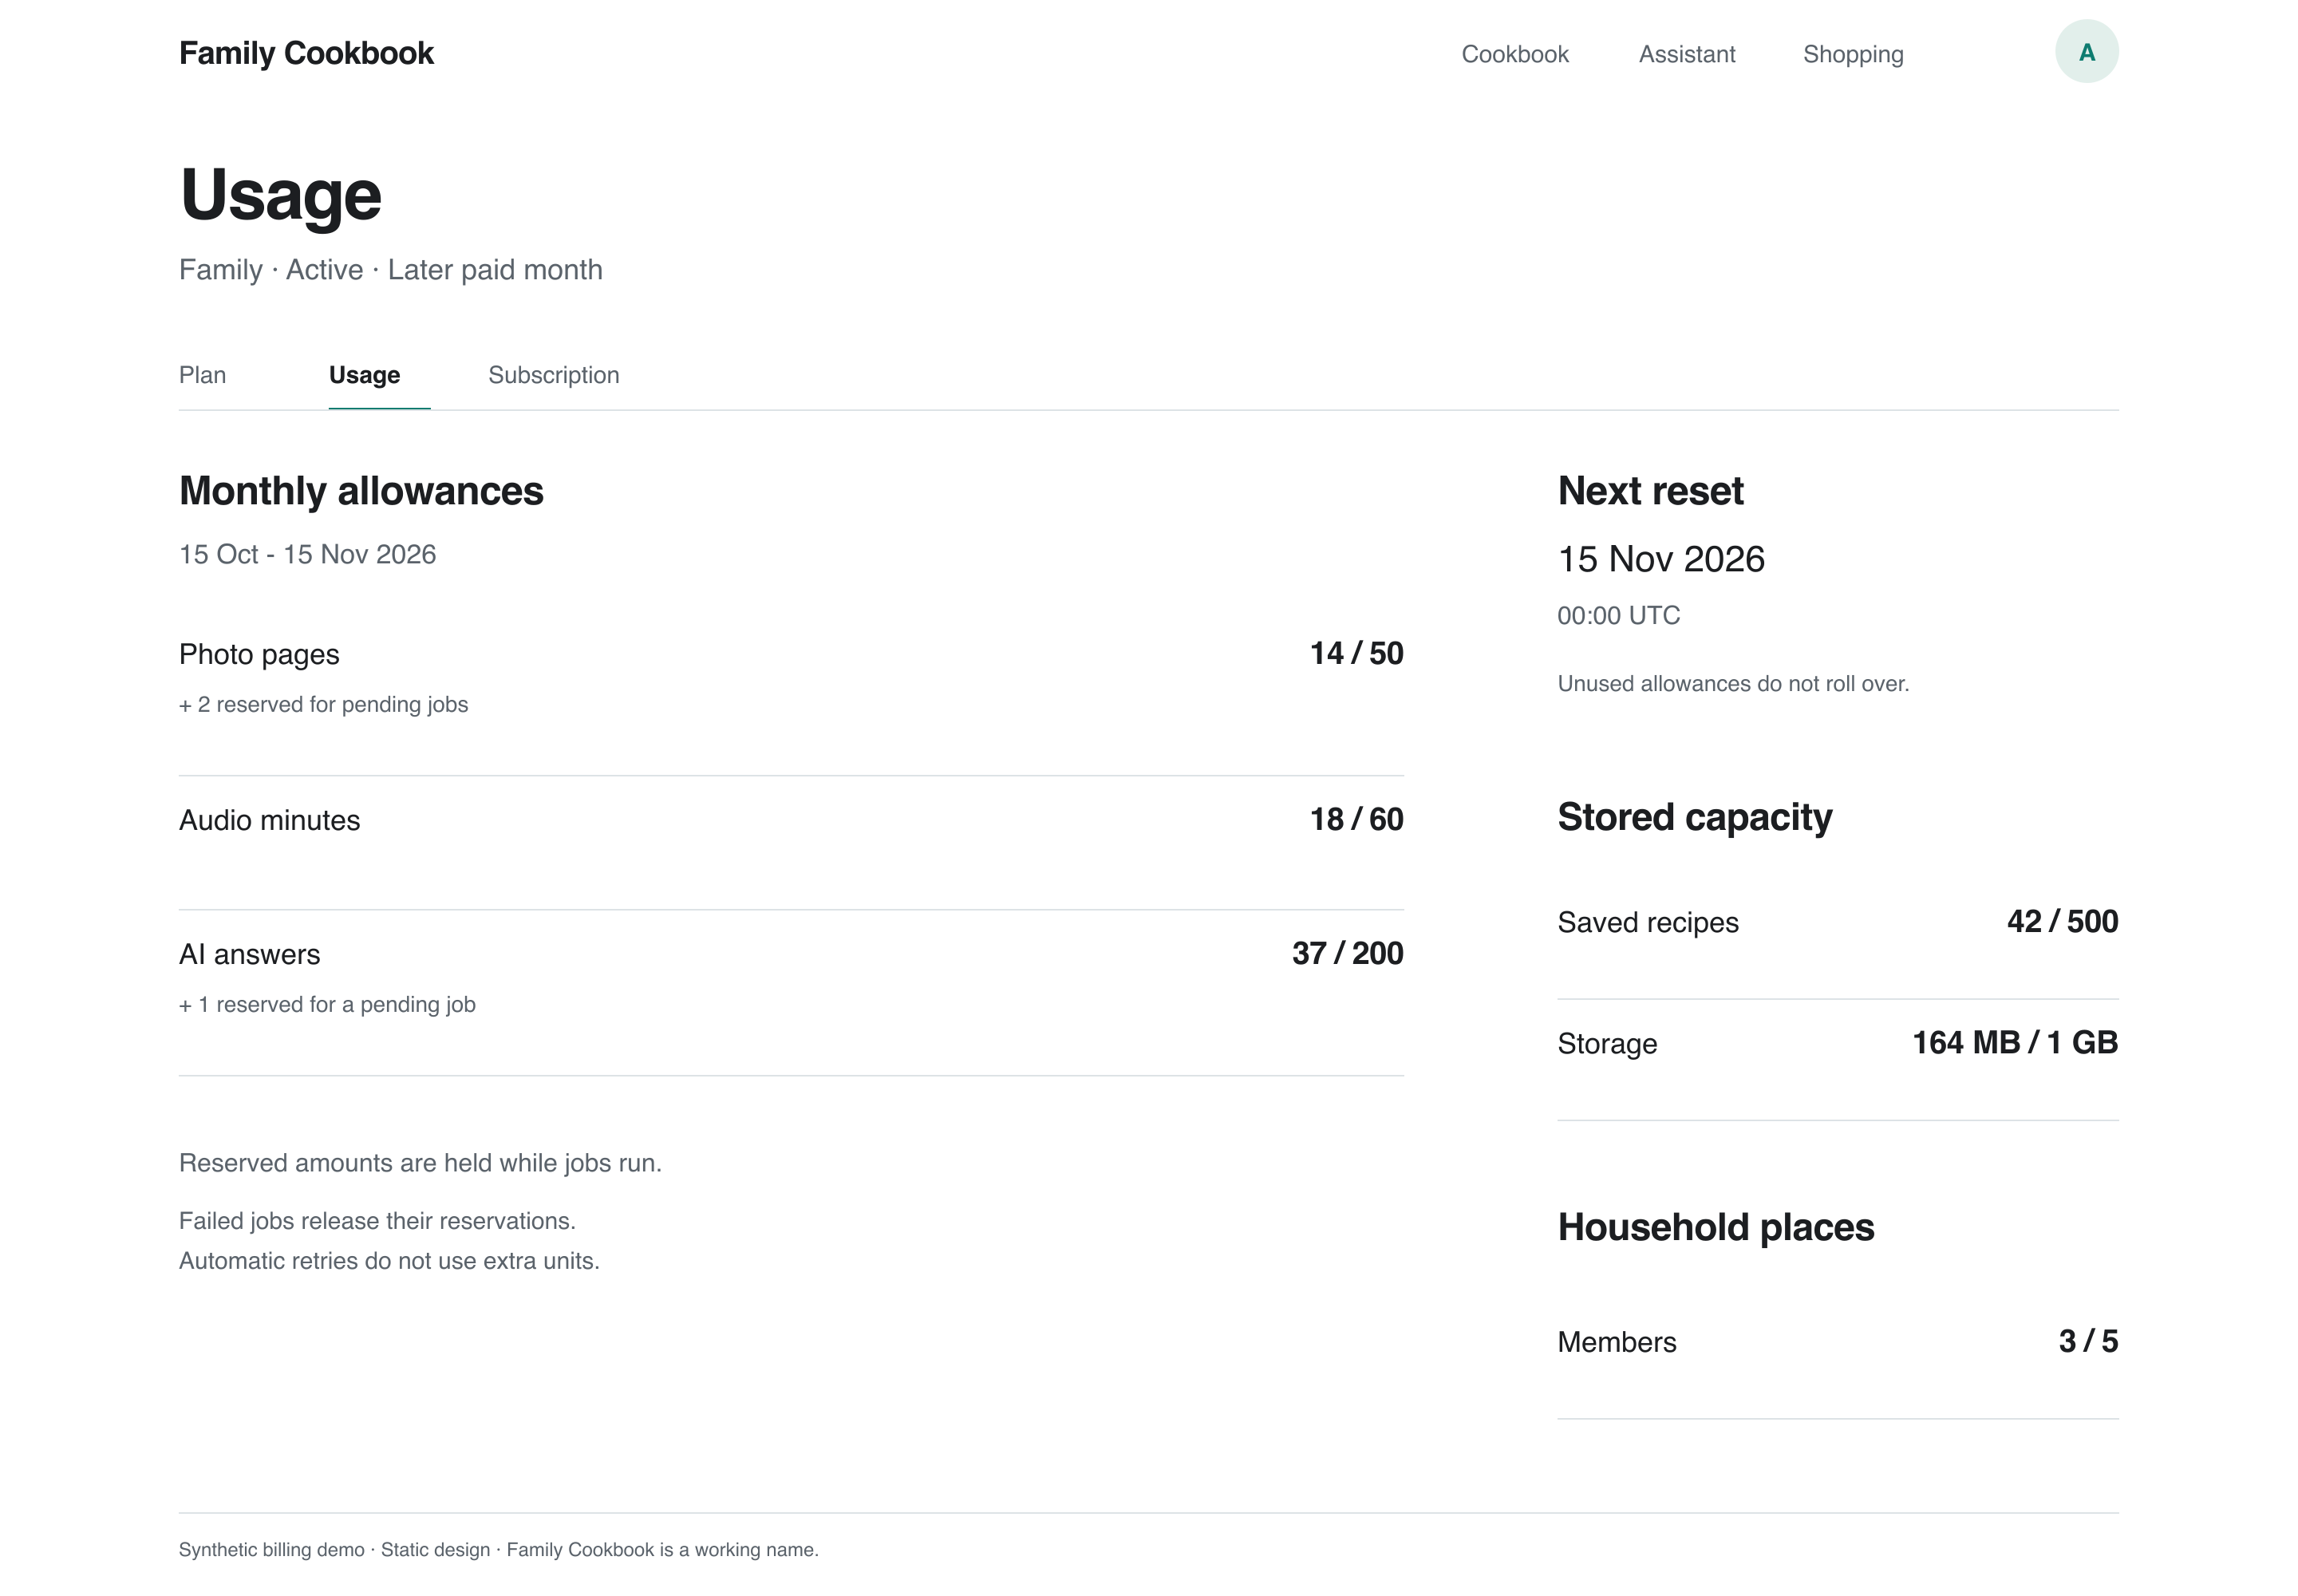 Family Cookbook
Cookbook Assistant Shopping A
Usage
Family · Active · Later paid month
Plan Usage Subscription
Monthly allowances
15 Oct - 15 Nov 2026
Photo pages 14 / 50
+ 2 reserved for pending jobs
Audio minutes 18 / 60
AI answers 37 / 200
+ 1 reserved for a pending job
Reserved amounts are held while jobs run.
Failed jobs release their reservations.
Automatic retries do not use extra units.
Next reset
15 Nov 2026
00:00 UTC
Unused allowances do not roll over.
Stored capacity
Saved recipes 42 / 500
Storage 164 MB / 1 GB
Household places
Members 3 / 5
Synthetic billing demo · Static design · Family Cookbook is a working name.